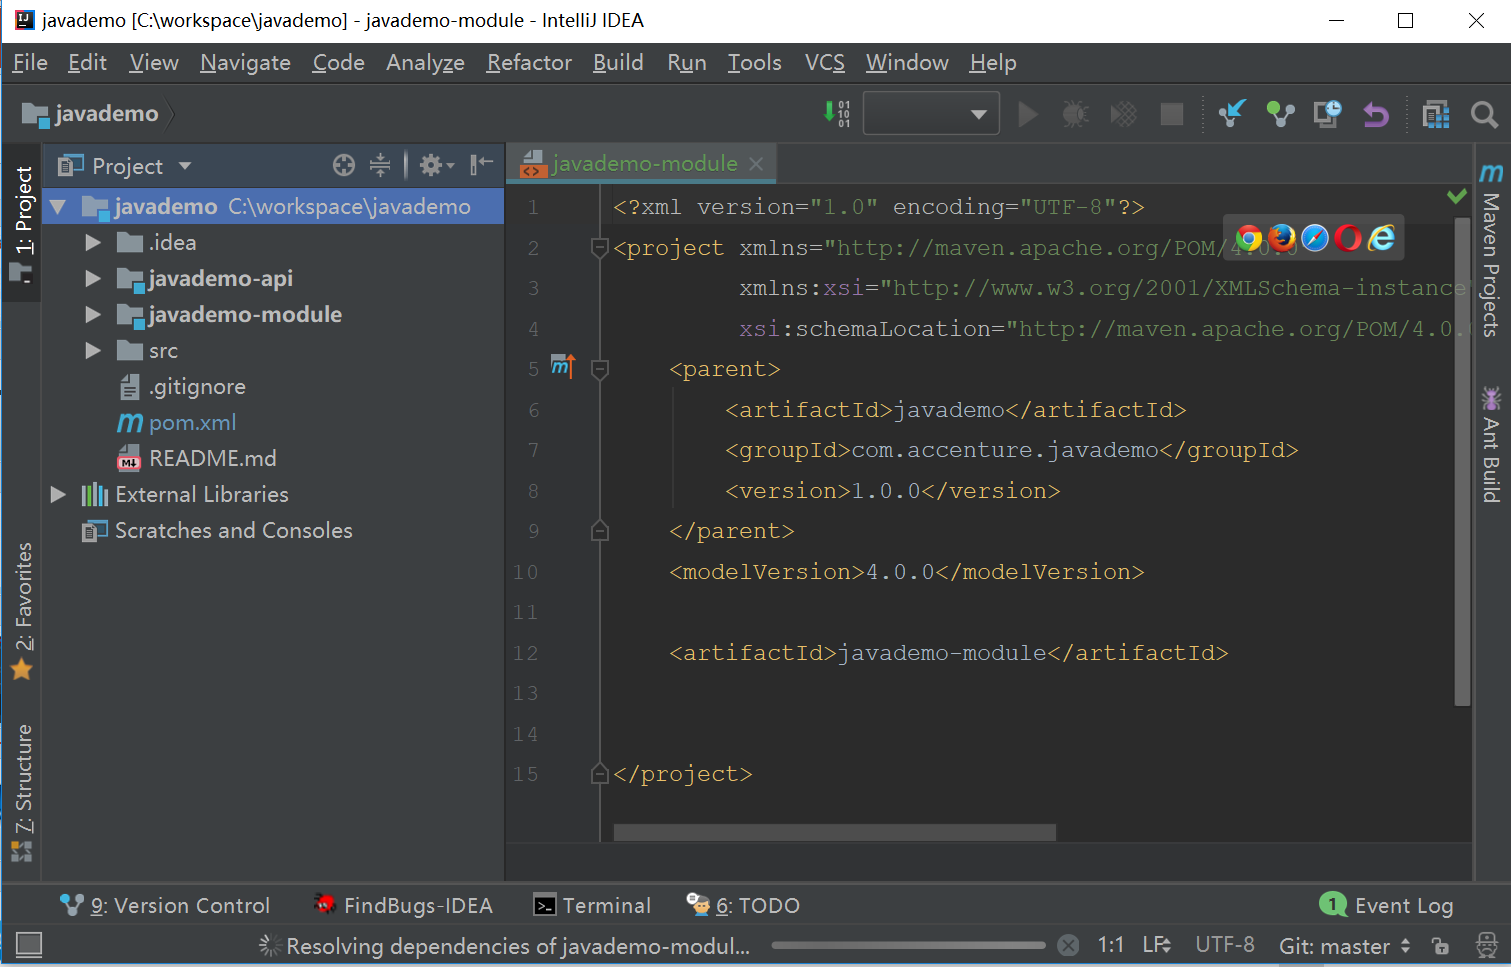 javademo [C:\workspace\javademo] - javademo-module - IntelliJ IDEA
File Edit View Navigate Code Analyze Refactor Build Run Tools VCS Window Help
javademo
Project
javademo-module
1: Project
2: Favorites
7: Structure
javademo C:\workspace\javademo
.idea
javademo-api
javademo-module
src
.gitignore
pom.xml
README.md
External Libraries
Scratches and Consoles
1 <?xml version="1.0" encoding="UTF-8"?>
2 <project xmlns="http://maven.apache.org/POM/4.0.0
3 xmlns:xsi="http://www.w3.org/2001/XMLSchema-instance"
4 xsi:schemaLocation="http://maven.apache.org/POM/4.0.
5 <parent>
6 <artifactId>javademo</artifactId>
7 <groupId>com.accenture.javademo</groupId>
8 <version>1.0.0</version>
9 </parent>
10 <modelVersion>4.0.0</modelVersion>
11
12 <artifactId>javademo-module</artifactId>
13
14
15 </project>
Maven Projects
Ant Build
9: Version Control FindBugs-IDEA Terminal 6: TODO 1 Event Log
Resolving dependencies of javademo-modul... 1:1 LF UTF-8 Git: master